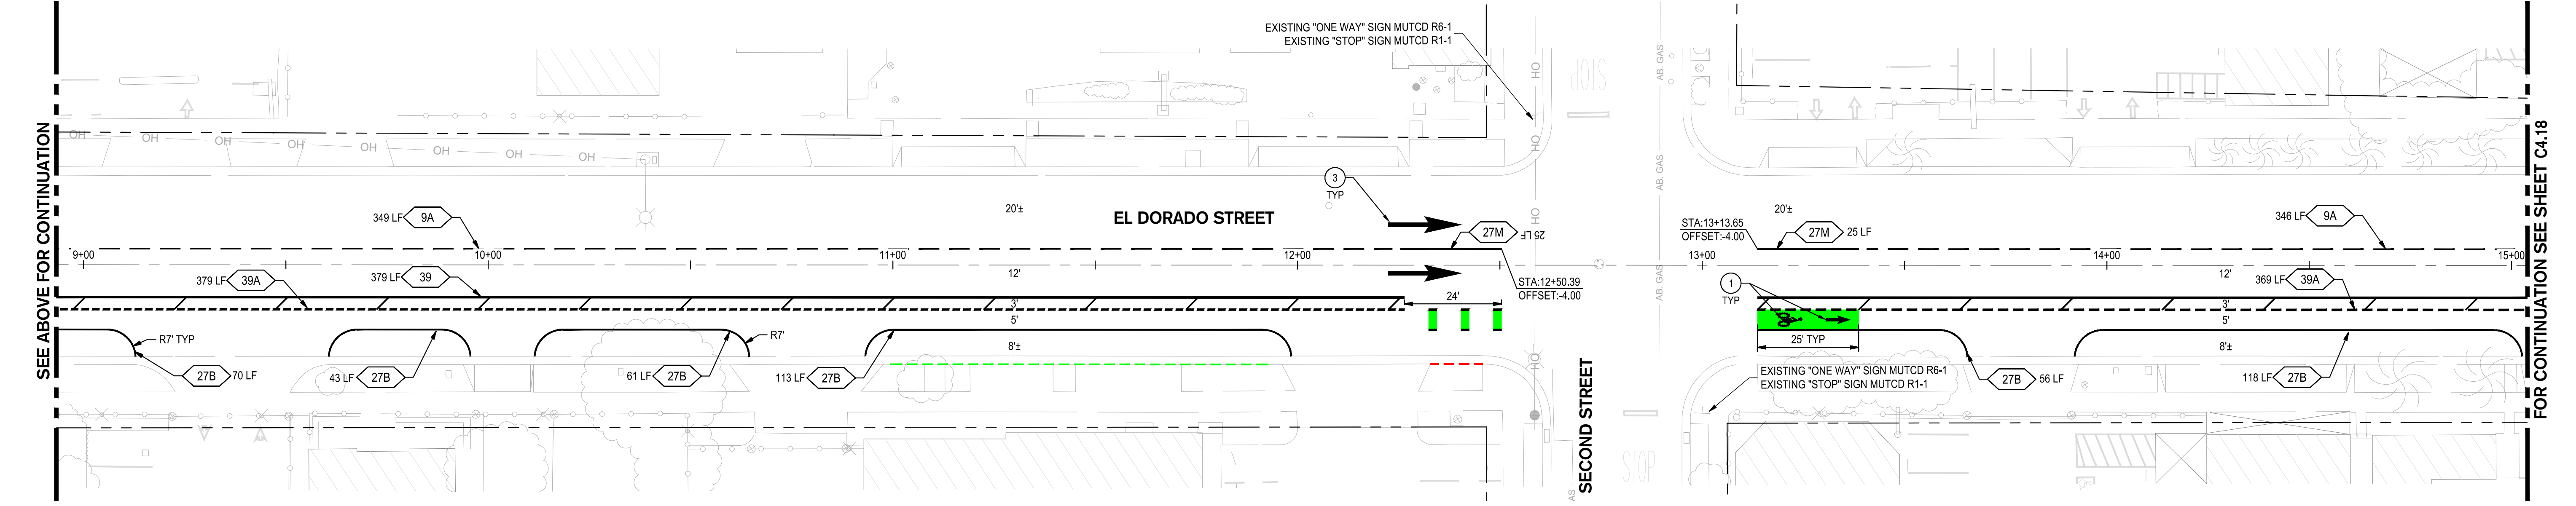 SEE ABOVE FOR CONTINUATION
EXISTING "ONE WAY" SIGN MUTCD R6-1
EXISTING "STOP" SIGN MUTCD R1-1
OH
OH
OH
OH
OH
OH
OH
OH
OH
OH
OH
OH
STOP
AB. GAS
AB. GAS
AB. GAS
3
TYP
349 LF 9A
20'±
EL DORADO STREET
27M 25 LF
STA:13+13.65
OFFSET:-4.00
20'±
27M 25 LF
346 LF 9A
9+00
10+00
11+00
12+00
13+00
14+00
15+00
379 LF 39A
379 LF 39
12'
STA:12+50.39
OFFSET:-4.00
1
TYP
12'
369 LF 39A
3'
24'
3'
5'
5'
R7' TYP
R7'
8'±
25' TYP
8'±
27B 70 LF
43 LF 27B
61 LF 27B
113 LF 27B
EXISTING "ONE WAY" SIGN MUTCD R6-1
EXISTING "STOP" SIGN MUTCD R1-1
27B 56 LF
118 LF 27B
SECOND STREET
STOP
AS
FOR CONTINUATION SEE SHEET C4.18